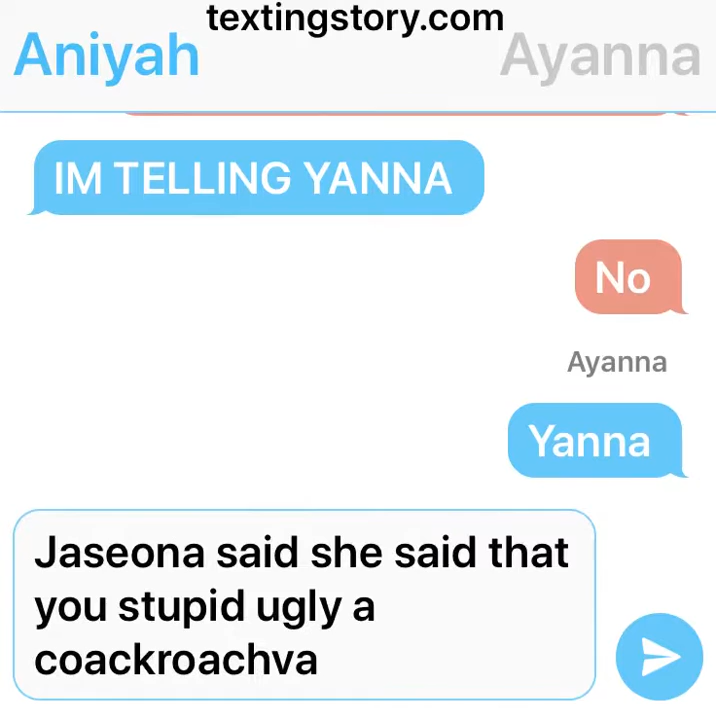 textingstory.com
Aniyah
Ayanna
IM TELLING YANNA
No
Ayanna
Yanna
Jaseona said she said that
you stupid ugly a
coackroachva